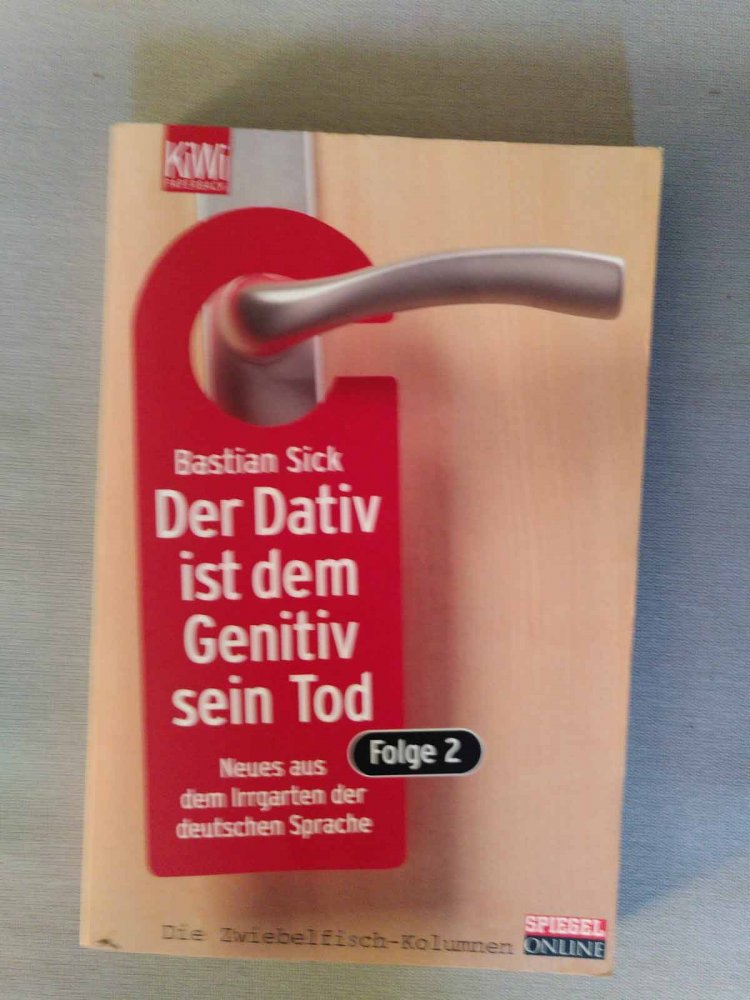 KiWi
PAPERBACK
Bastian Sick
Der Dativ
ist dem
Genitiv
sein Tod
Folge 2
Neues aus
dem Irrgarten der
deutschen Sprache
Die Zwiebelfisch-Kolumnen
SPIEGEL
ONLINE